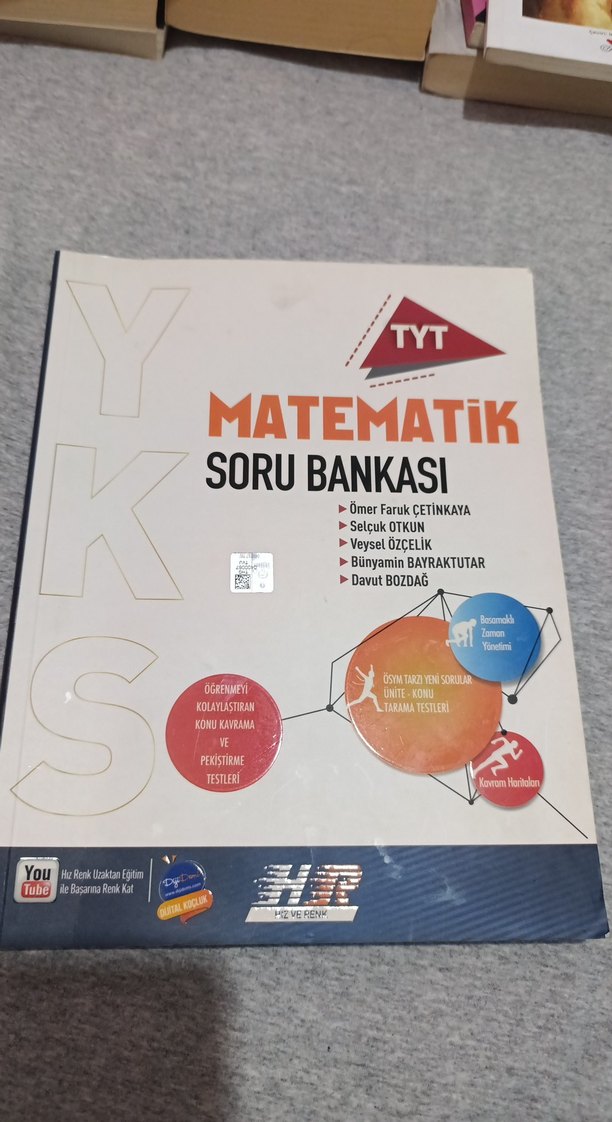 YKS
TYT
MATEMATİK
SORU BANKASI
Ömer Faruk ÇETİNKAYA
Selçuk OTKUN
Veysel ÖZÇELİK
Bünyamin BAYRAKTUTAR
Davut BOZDAĞ
Basamaklı
Zaman
Yönetimi
ÖSYM TARZI YENİ SORULAR
ÜNİTE - KONU
TARAMA TESTLERİ
ÖĞRENMEYİ
KOLAYLAŞTIRAN
KONU KAVRAMA
VE
PEKİŞTİRME
TESTLERİ
Kavram Haritaları
You
Tube
Hız Renk Uzaktan Eğitim
ile Başarına Renk Kat
DİJİTAL KOÇLUK
HR
HIZ VE RENK